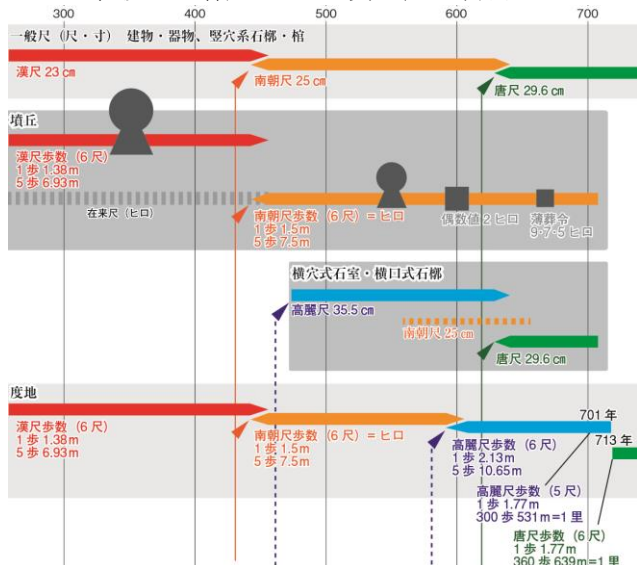 300
400
500
600
700
一般尺(尺・寸) 建物・器物、竪穴系石槨・棺
漢尺 23 cm
南朝尺 25 cm
唐尺 29.6 cm
墳丘
漢尺歩数(6 尺)
1 歩 1.38m
5 歩 6.93m
在来尺(ヒロ)
南朝尺歩数(6 尺)=ヒロ
1 歩 1.5m
5 歩 7.5m
偶数値 2 ヒロ
薄葬令
9・7・5 ヒロ
横穴式石室・横口式石槨
高麗尺 35.5 cm
南朝尺 25 cm
唐尺 29.6 cm
度地
漢尺歩数(6 尺)
1 歩 1.38m
5 歩 6.93m
南朝尺歩数(6 尺)=ヒロ
1 歩 1.5m
5 歩 7.5m
701 年
713 年
高麗尺歩数(6 尺)
1 歩 2.13m
5 歩 10.65m
高麗尺歩数(5 尺)
1 歩 1.77m
300 歩 531m=1 里
唐尺歩数(6 尺)
1 歩 1.77m
360 歩 639m=1 里